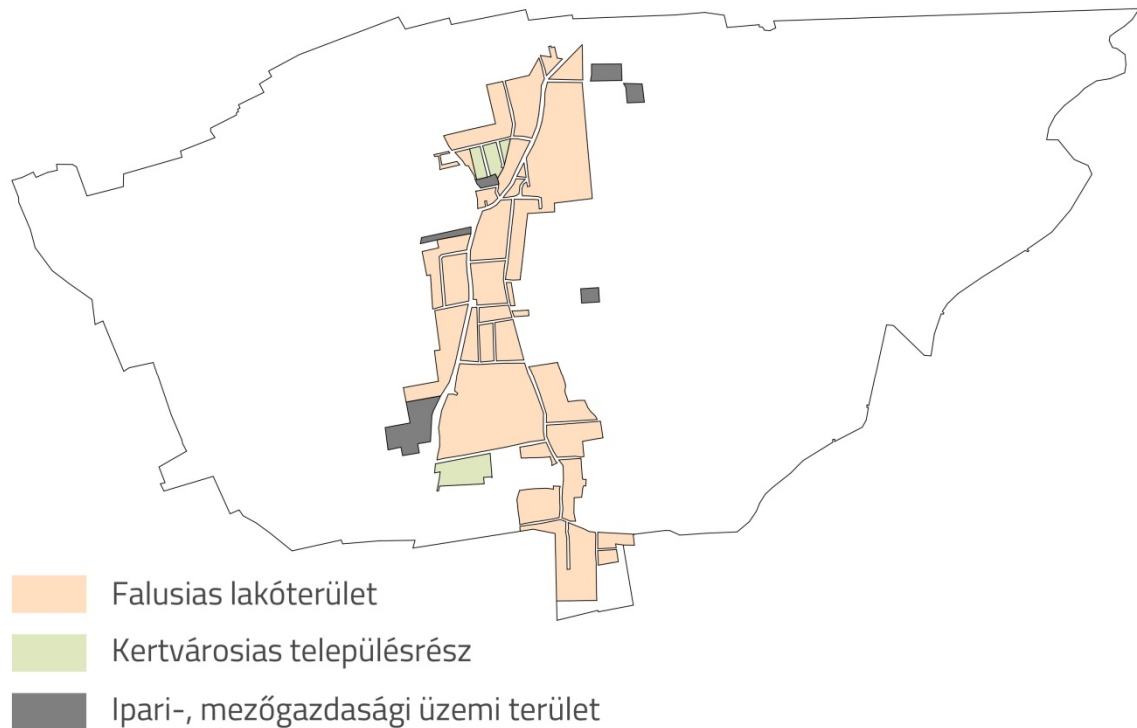 Falusias lakóterület
Kertvárosias településrész
Ipari-, mezőgazdasági üzemi terület